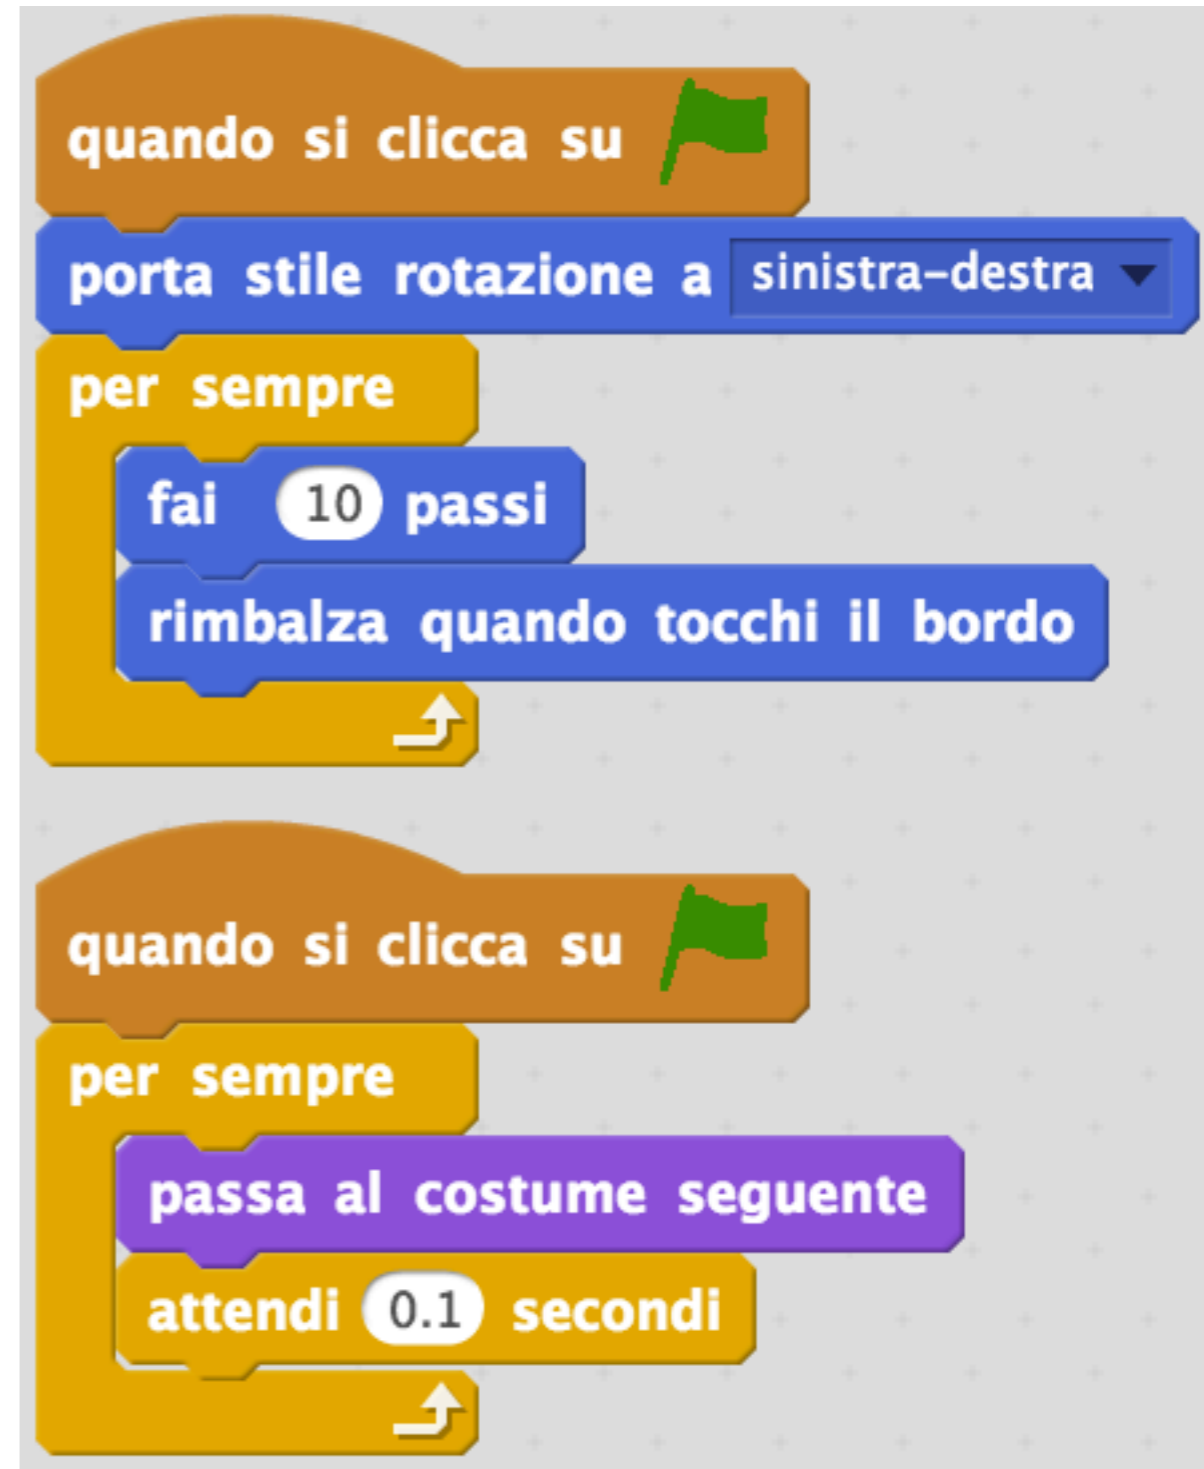 quando si clicca su
porta stile rotazione a sinistra-destra
per sempre
fai 10 passi
rimbalza quando tocchi il bordo
quando si clicca su
per sempre
passa al costume seguente
attendi 0.1 secondi